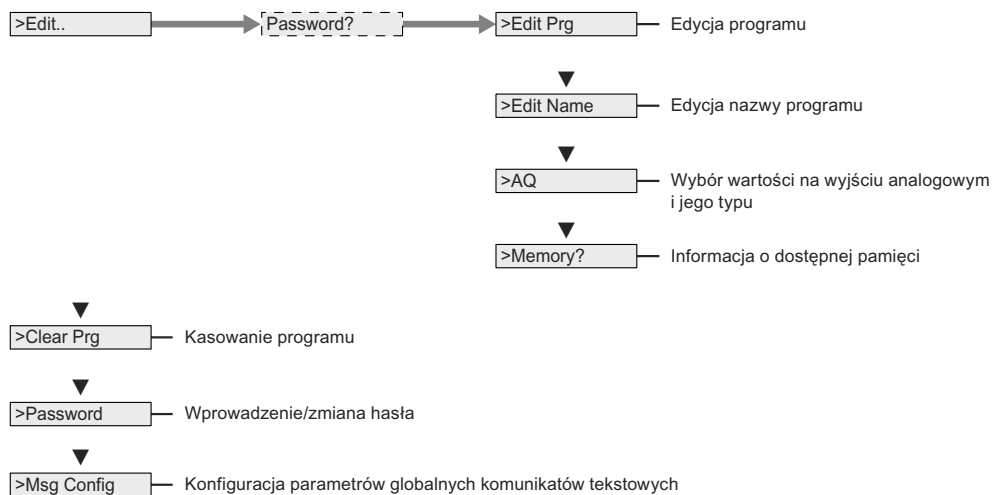 >Edit..
Password?
>Edit Prg
Edycja programu
>Edit Name
Edycja nazwy programu
>AQ
Wybór wartości na wyjściu analogowym
i jego typu
>Memory?
Informacja o dostępnej pamięci
>Clear Prg
Kasowanie programu
>Password
Wprowadzenie/zmiana hasła
>Msg Config
Konfiguracja parametrów globalnych komunikatów tekstowych